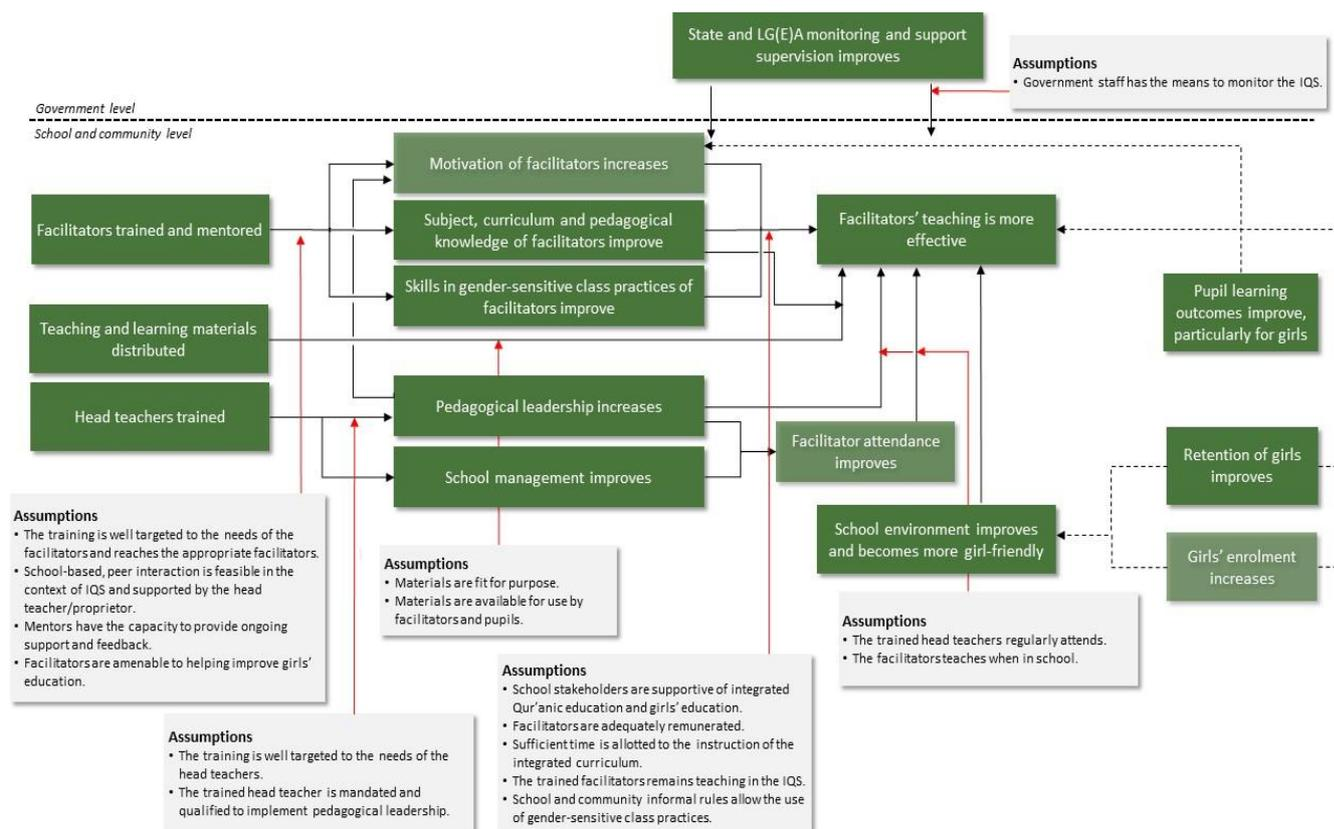 State and LG(E)A monitoring and support
supervision improves
Assumptions
• Government staff has the means to monitor the IQS.
Government level
School and community level
Motivation of facilitators increases
Facilitators trained and mentored
Subject, curriculum and pedagogical
knowledge of facilitators improve
Facilitators' teaching is more
effective
Skills in gender-sensitive class practices of
facilitators improve
Pupil learning
outcomes improve,
particularly for girls
Teaching and learning materials
distributed
Head teachers trained
Pedagogical leadership increases
Facilitator attendance
improves
Retention of girls
improves
School management improves
School environment improves
and becomes more girl-friendly
Girls' enrolment
increases
Assumptions
• The training is well targeted to the needs of the
facilitators and reaches the appropriate facilitators.
• School-based, peer interaction is feasible in the
context of IQS and supported by the head
teacher/proprietor.
• Mentors have the capacity to provide ongoing
support and feedback.
• Facilitators are amenable to helping improve girls'
education.
Assumptions
• Materials are fit for purpose.
• Materials are available for use by
facilitators and pupils.
Assumptions
• The trained head teachers regularly attends.
• The facilitators teaches when in school.
Assumptions
• School stakeholders are supportive of integrated
Qur'anic education and girls' education.
• Facilitators are adequately remunerated.
• Sufficient time is allotted to the instruction of the
integrated curriculum.
• The trained facilitators remains teaching in the IQS.
• School and community informal rules allow the use
of gender-sensitive class practices.
Assumptions
• The training is well targeted to the needs of the
head teachers.
• The trained head teacher is mandated and
qualified to implement pedagogical leadership.